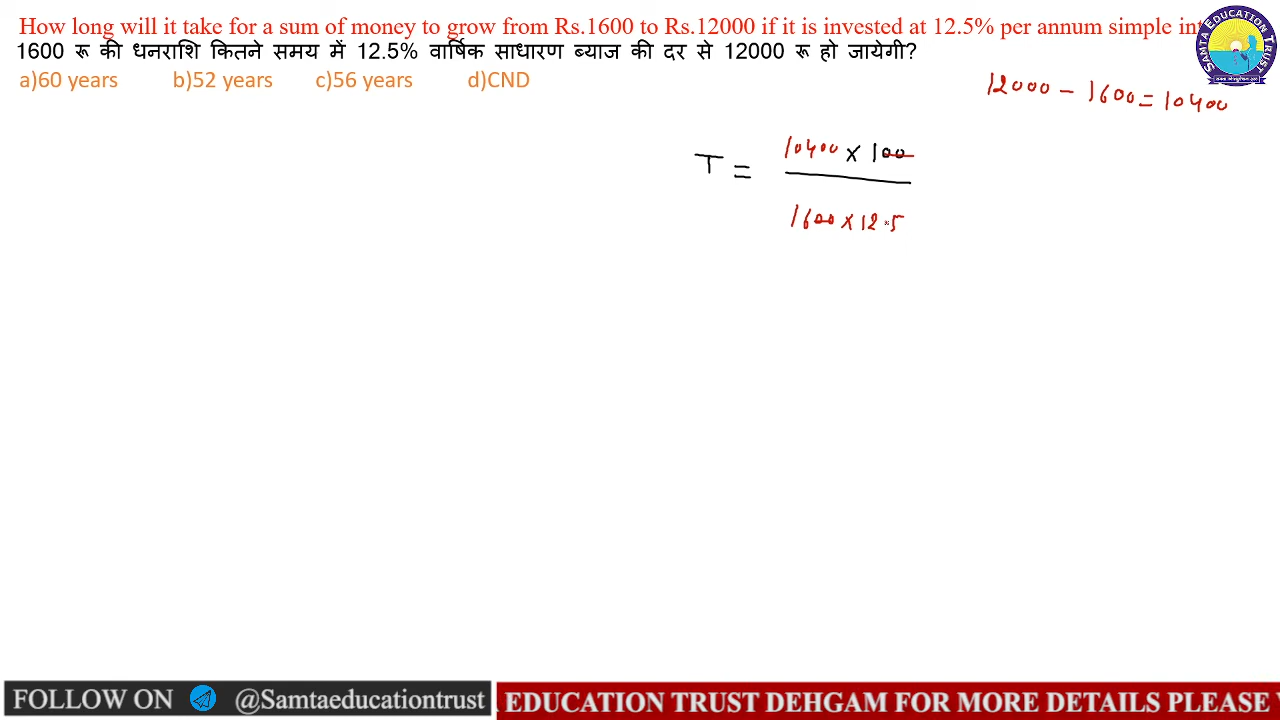 How long will it take for a sum of money to grow from Rs.1600 to Rs.12000 if it is invested at 12.5% per annum simple int
1600 रू की धनराशि कितने समय में 12.5% वार्षिक साधारण ब्याज की दर से 12000 रू हो जायेगी?
a)60 years b)52 years c)56 years d)CND
12000 - 1600 = 10400
T = 10400 x 100
1600 x 12.5
SAMTA EDUCATION TRUST
FOLLOW ON @Samtaeducationtrust EDUCATION TRUST DEHGAM FOR MORE DETAILS PLEASE